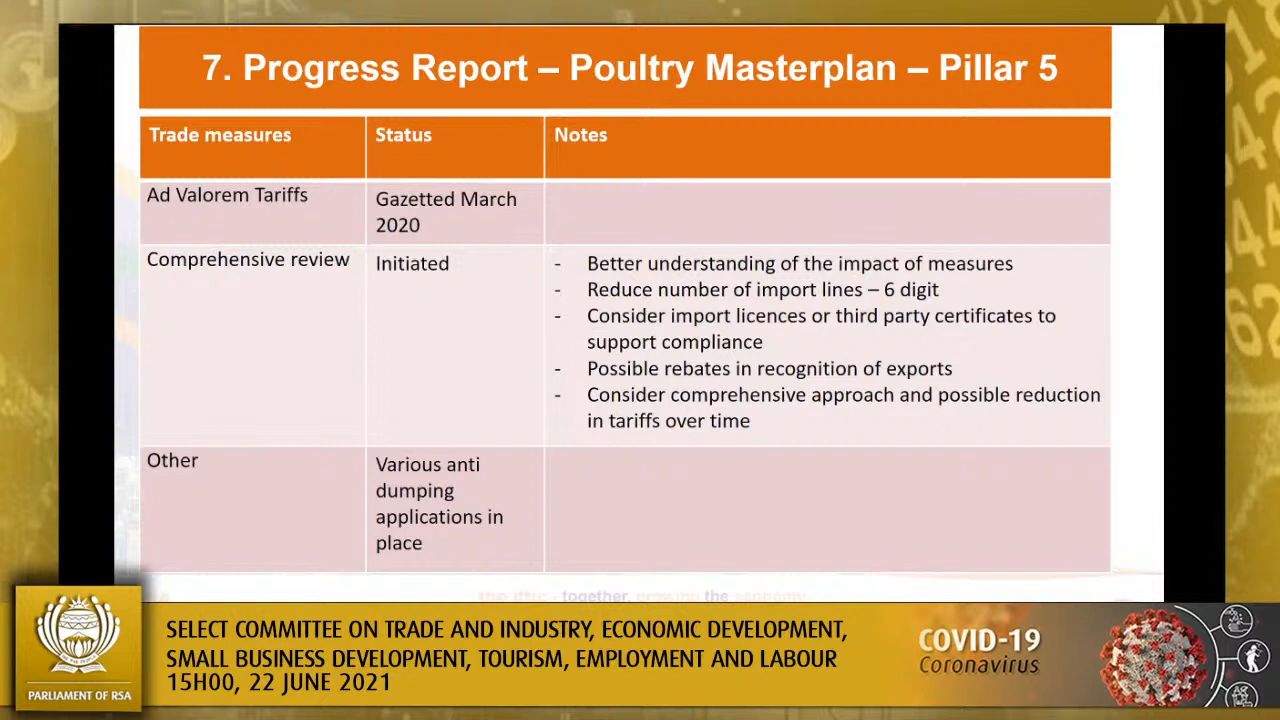 7. Progress Report – Poultry Masterplan – Pillar 5
Trade measures
Status
Notes
Ad Valorem Tariffs
Gazetted March
2020
Comprehensive review
Initiated
- Better understanding of the impact of measures
- Reduce number of import lines – 6 digit
- Consider import licences or third party certificates to
support compliance
- Possible rebates in recognition of exports
- Consider comprehensive approach and possible reduction
in tariffs over time
Other
Various anti
dumping
applications in
place
PARLIAMENT OF RSA
SELECT COMMITTEE ON TRADE AND INDUSTRY, ECONOMIC DEVELOPMENT,
SMALL BUSINESS DEVELOPMENT, TOURISM, EMPLOYMENT AND LABOUR
15H00, 22 JUNE 2021
COVID-19
Coronavirus